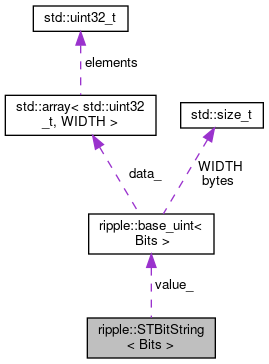 std::uint32_t
elements
std::array< std::uint32
_t, WIDTH >
std::size_t
data_
WIDTH
bytes
ripple::base_uint<
Bits >
value_
ripple::STBitString
< Bits >